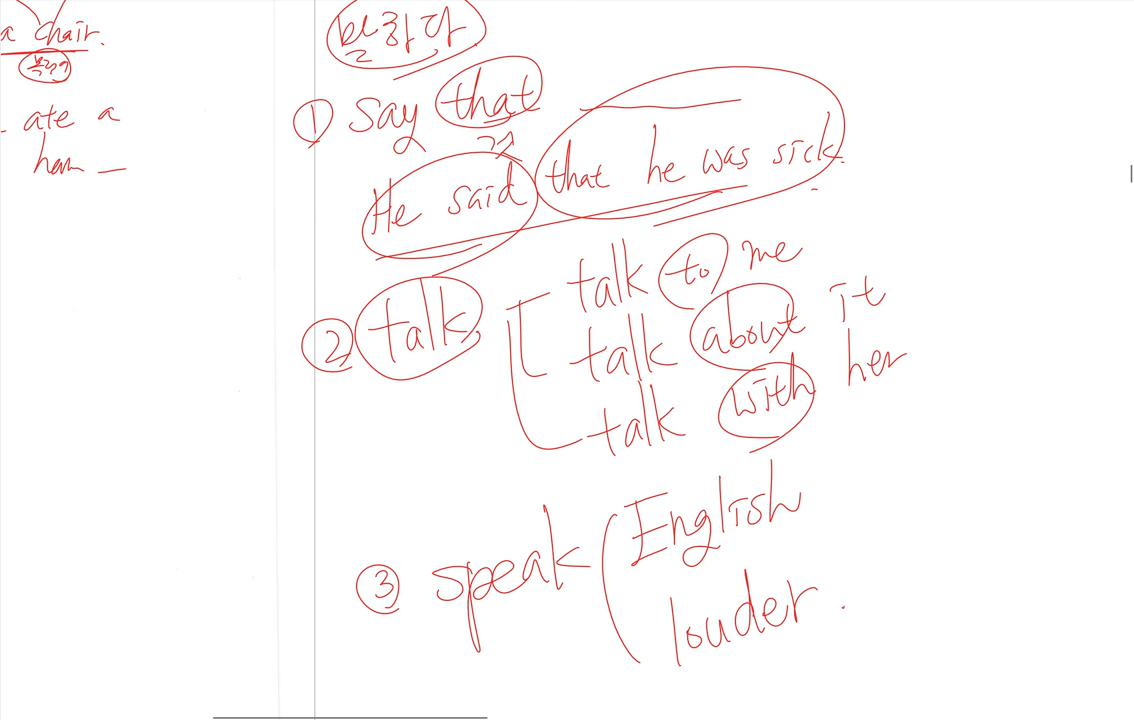 a chair.
ate a
ham
말하다
① say that
것
He said that he was sick.
② talk, talk to me
talk about it
talk with her
③ speak English
louder.